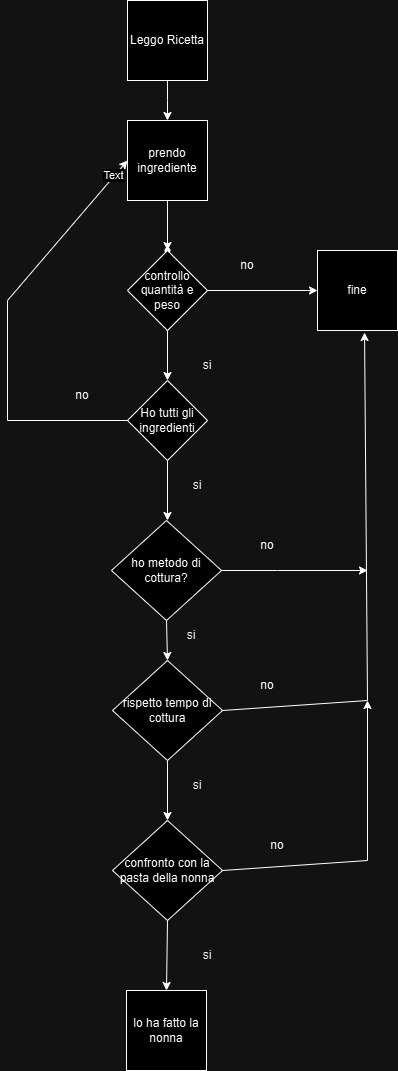 Leggo Ricetta
prendo
ingrediente
Text
controllo
quantità e
peso
no
fine
si
no
Ho tutti gli
ingredienti
si
ho metodo di
cottura?
no
si
rispetto tempo di
cottura
no
si
confronto con la
pasta della nonna
no
si
lo ha fatto la
nonna